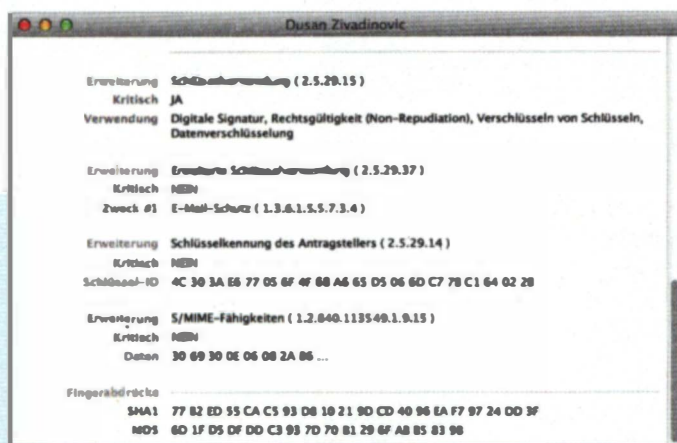 Dusan Zivadinovic
Erweiterung ( 2.5.29.15 )
Kritisch JA
Verwendung Digitale Signatur, Rechtsgültigkeit (Non-Repudiation), Verschlüsseln von Schlüsseln,
Datenverschlüsselung
Erweiterung ( 2.5.29.37 )
Kritisch NEIN
Zweck #1 E-Mail-Schutz ( 1.3.6.1.5.5.7.3.4 )
Erweiterung Schlüsselkennung des Antragstellers ( 2.5.29.14 )
Kritisch NEIN
Schlüssel-ID 4C 30 3A E6 77 05 6F 4F 68 A6 65 D5 06 6D C7 78 C1 64 02 28
Erweiterung S/MIME-Fähigkeiten ( 1.2.840.113549.1.9.15 )
Kritisch NEIN
Daten 30 69 30 0E 06 08 2A 86 ...
Fingerabdrücke
SHA1 77 82 ED 55 CA C5 93 D8 10 21 9D CD 40 96 EA F7 97 24 DD 3F
MD5 6D 1F D5 DF DD C3 93 7D 70 81 29 6F A8 85 83 98